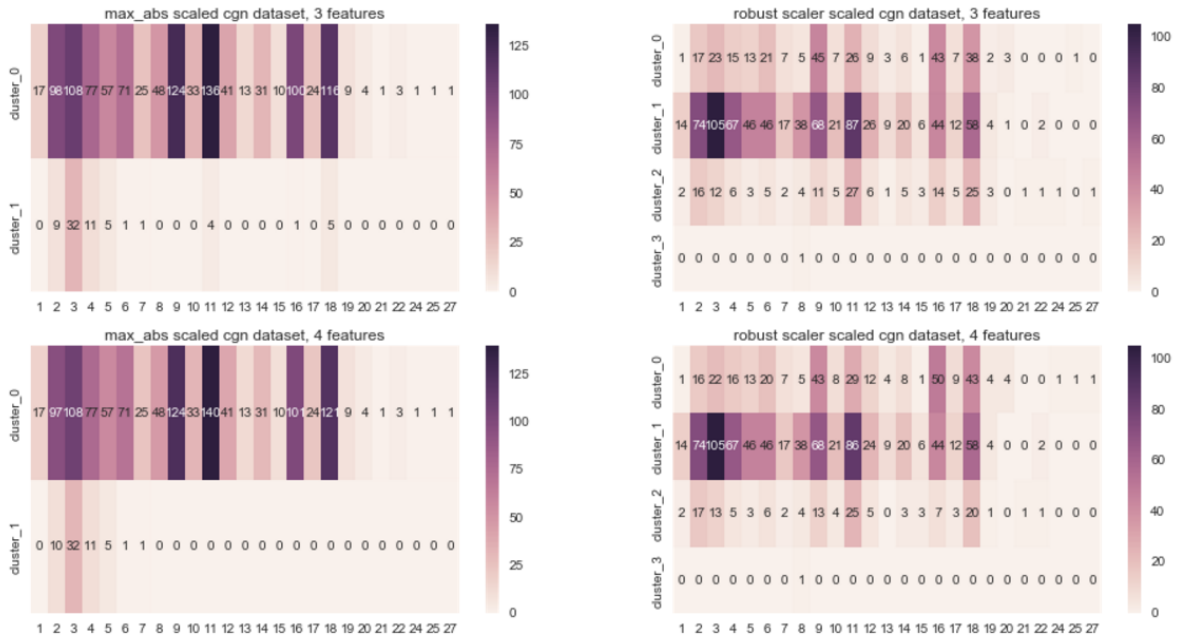 max_abs scaled cgn dataset, 3 features
cluster_0
17 98 108 77 57 71 25 48 124 33 136 41 13 31 10 100 24 116 9 4 1 3 1 1 1
cluster_1
0 9 32 11 5 1 1 0 0 0 4 0 0 0 0 1 0 5 0 0 0 0 0 0 0
1 2 3 4 5 6 7 8 9 10 11 12 13 14 15 16 17 18 19 20 21 22 24 25 27
125
100
75
50
25
0
robust scaler scaled cgn dataset, 3 features
cluster_0
1 17 23 15 13 21 7 5 45 7 26 9 3 6 1 43 7 38 2 3 0 0 0 1 0
cluster_1
14 74 105 67 46 46 17 38 68 21 87 26 9 20 6 44 12 58 4 1 0 2 0 0 0
cluster_2
2 16 12 6 3 5 2 4 11 5 27 6 1 5 3 14 5 25 3 0 1 1 1 0 1
cluster_3
0 0 0 0 0 0 0 1 0 0 0 0 0 0 0 0 0 0 0 0 0 0 0 0 0
1 2 3 4 5 6 7 8 9 10 11 12 13 14 15 16 17 18 19 20 21 22 24 25 27
100
80
60
40
20
0
max_abs scaled cgn dataset, 4 features
cluster_0
17 97 108 77 57 71 25 48 124 33 140 41 13 31 10 101 24 121 9 4 1 3 1 1 1
cluster_1
0 10 32 11 5 1 1 0 0 0 0 0 0 0 0 0 0 0 0 0 0 0 0 0 0
1 2 3 4 5 6 7 8 9 10 11 12 13 14 15 16 17 18 19 20 21 22 24 25 27
125
100
75
50
25
0
robust scaler scaled cgn dataset, 4 features
cluster_0
1 16 22 16 13 20 7 5 43 8 29 12 4 8 1 50 9 43 4 4 0 0 1 1 1
cluster_1
14 74 105 67 46 46 17 38 68 21 86 24 9 20 6 44 12 58 4 0 0 2 0 0 0
cluster_2
2 17 13 5 3 6 2 4 13 4 25 5 0 3 3 7 3 20 1 0 1 1 0 0 0
cluster_3
0 0 0 0 0 0 0 1 0 0 0 0 0 0 0 0 0 0 0 0 0 0 0 0 0
1 2 3 4 5 6 7 8 9 10 11 12 13 14 15 16 17 18 19 20 21 22 24 25 27
100
80
60
40
20
0